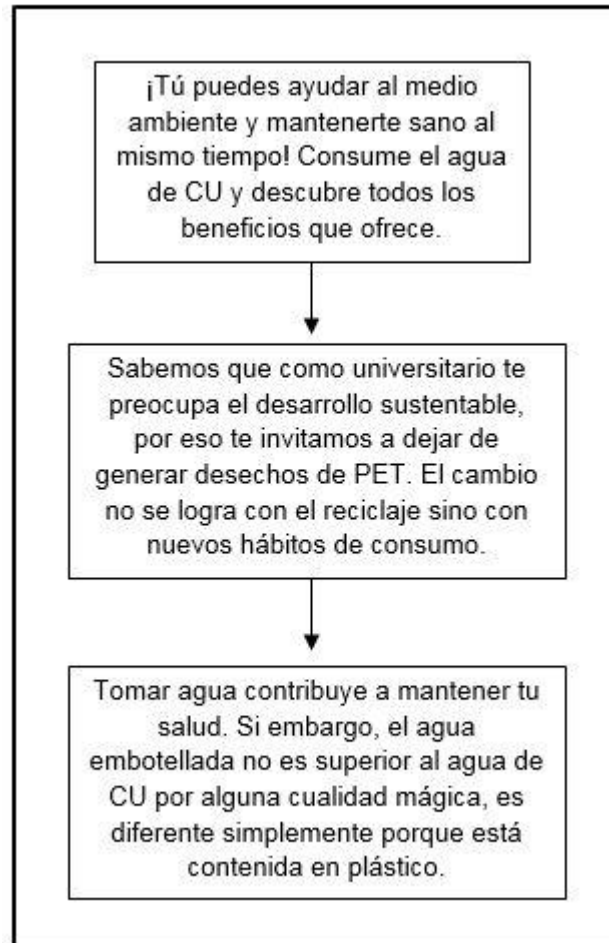 ¡Tú puedes ayudar al medio
ambiente y mantenerte sano al
mismo tiempo! Consume el agua
de CU y descubre todos los
beneficios que ofrece.
Sabemos que como universitario te
preocupa el desarrollo sustentable,
por eso te invitamos a dejar de
generar desechos de PET. El cambio
no se logra con el reciclaje sino con
nuevos hábitos de consumo.
Tomar agua contribuye a mantener tu
salud. Si embargo, el agua
embotellada no es superior al agua de
CU por alguna cualidad mágica, es
diferente simplemente porque está
contenida en plástico.